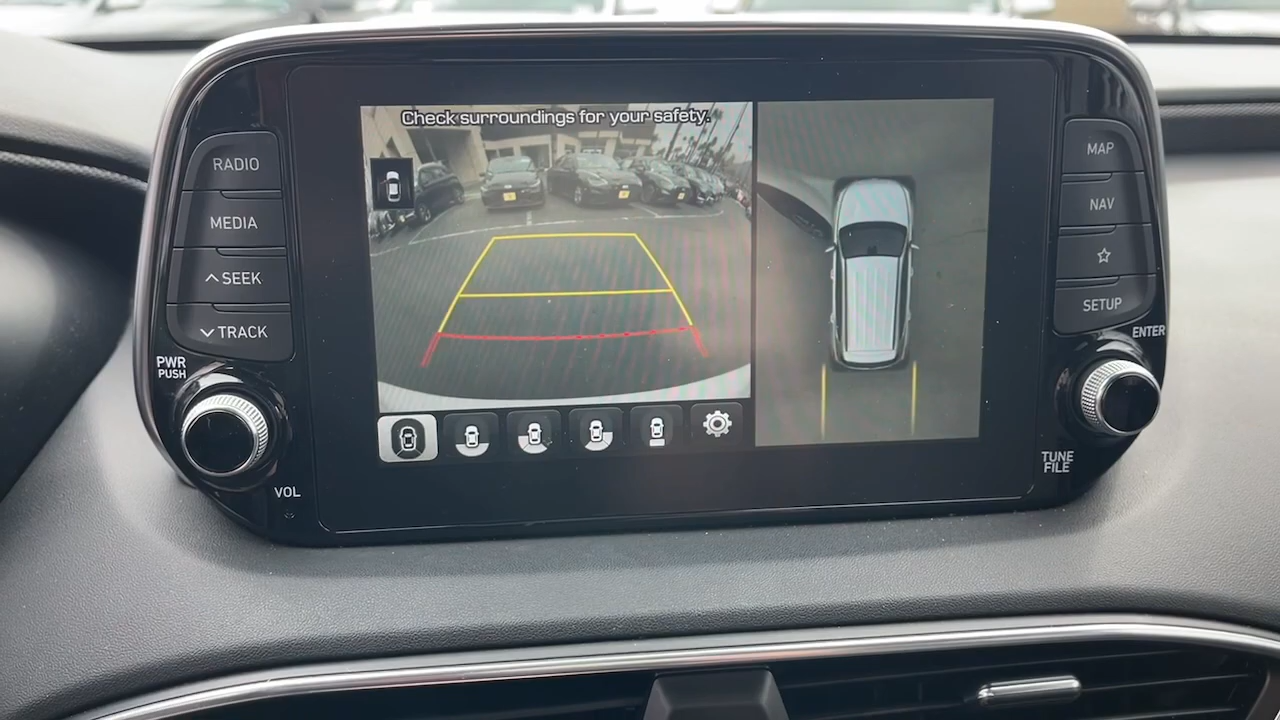 Check surroundings for your safety.
RADIO
MEDIA
SEEK
TRACK
PWR
PUSH
VOL
MAP
NAV
SETUP
ENTER
TUNE
FILE